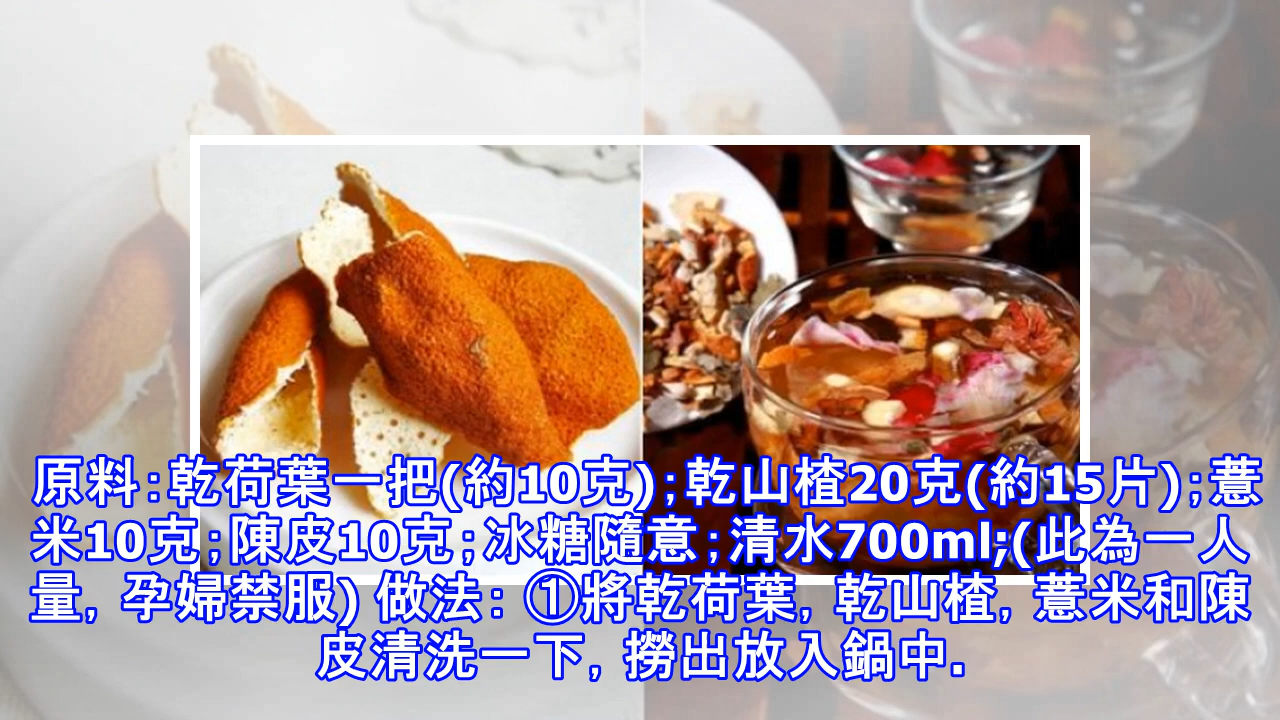 原料:乾荷葉一把(約10克);乾山楂20克(約15片);薏
米10克;陳皮10克;冰糖隨意;清水700ml;(此為一人
量, 孕婦禁服) 做法: ①將乾荷葉, 乾山楂, 薏米和陳
皮清洗一下, 撈出放入鍋中.